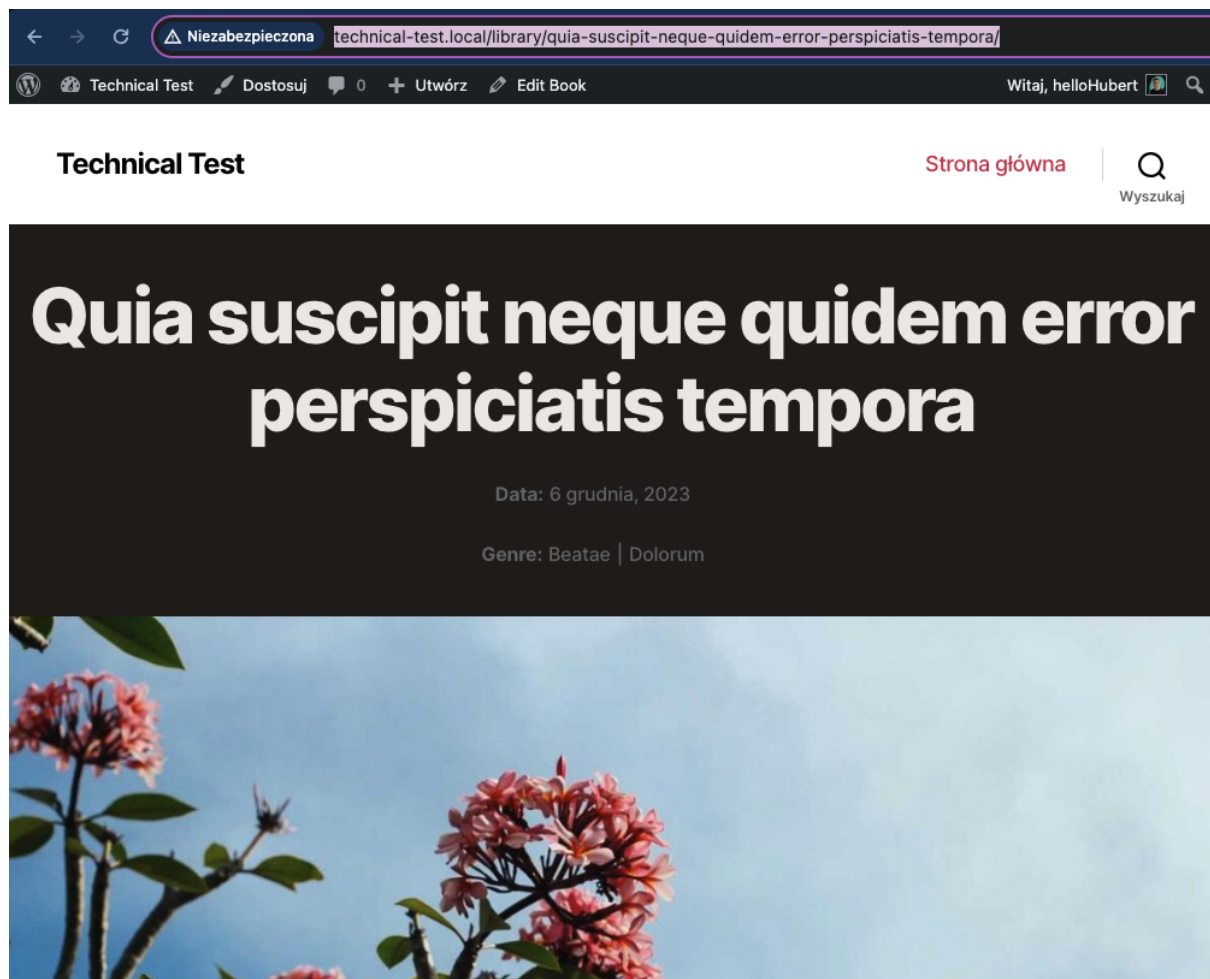 Niezabezpieczona technical-test.local/library/quia-suscipit-neque-quidem-error-perspiciatis-tempora/
Technical Test Dostosuj 0 Utwórz Edit Book Witaj, helloHubert
Technical Test Strona główna
Wyszukaj
Quia suscipit neque quidem error
perspiciatis tempora
Data: 6 grudnia, 2023
Genre: Beatae | Dolorum